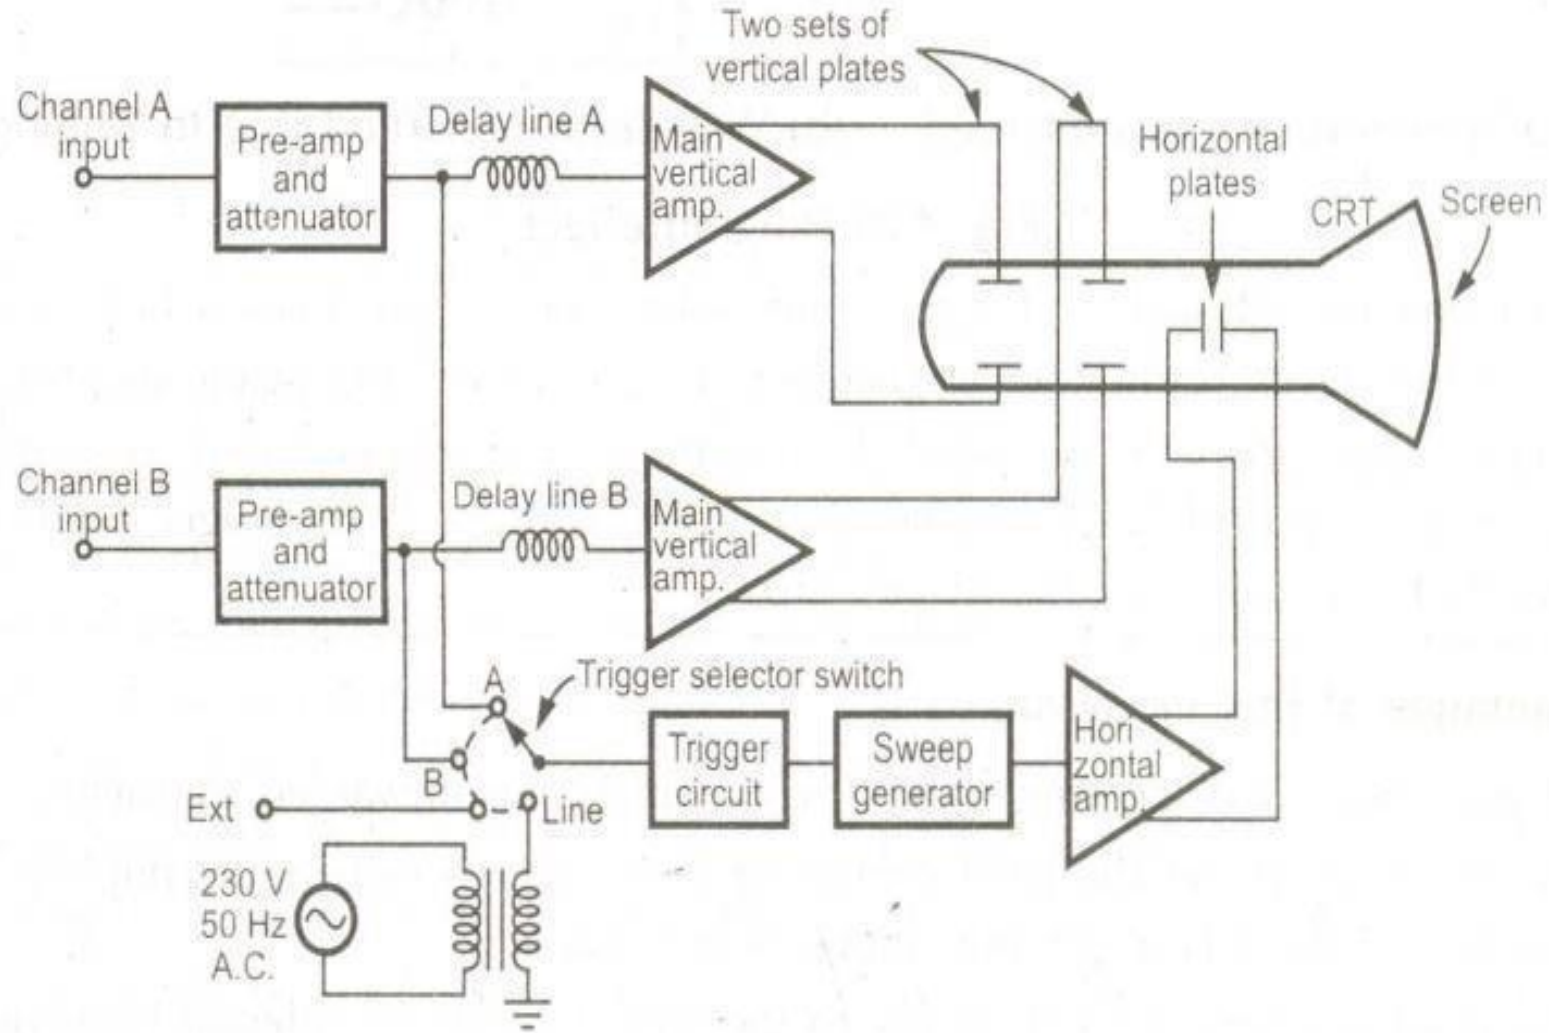 Two sets of
vertical plates
Channel A
input
Pre-amp
and
attenuator
Delay line A
Main
vertical
amp.
Horizontal
plates
CRT
Screen
Channel B
input
Pre-amp
and
attenuator
Delay line B
Main
vertical
amp.
A
Trigger selector switch
B
Ext
Line
Trigger
circuit
Sweep
generator
Hori
zontal
amp.
230 V
50 Hz
A.C.